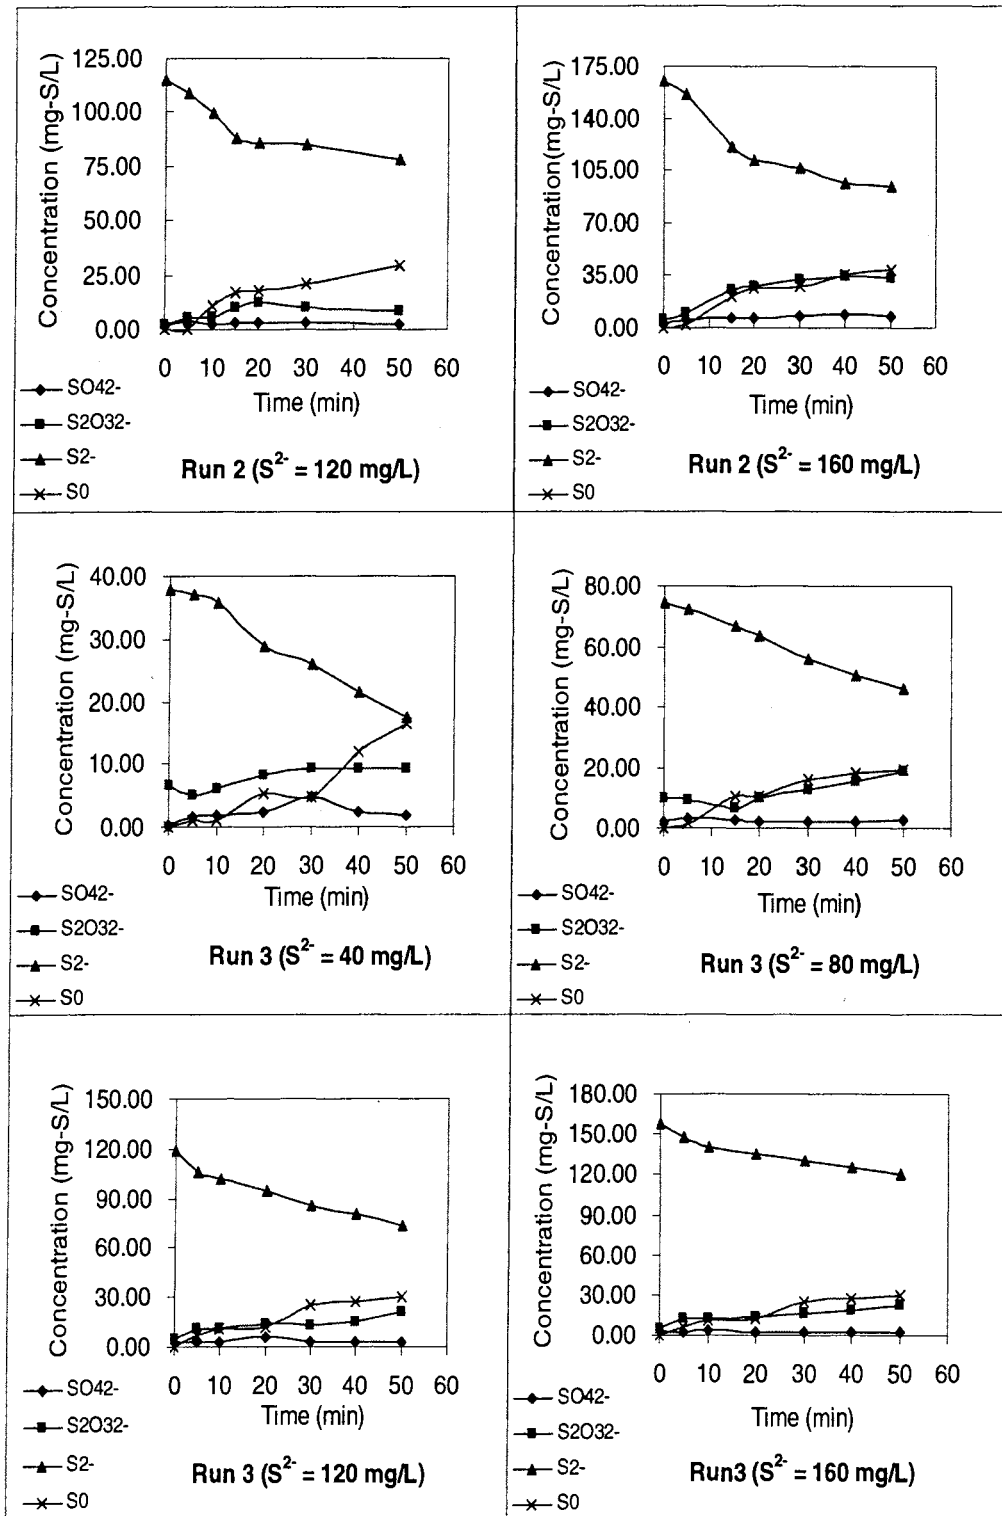 Concentration (mg-S/L)
125.00
100.00
75.00
50.00
25.00
0.00
0 10 20 30 40 50 60
Time (min)
SO42-
S2O32-
S2-
S0
Run 2 (S2- = 120 mg/L)
Concentration(mg-S/L)
175.00
140.00
105.00
70.00
35.00
0.00
0 10 20 30 40 50 60
Time (min)
SO42-
S2O32-
S2-
S0
Run 2 (S2- = 160 mg/L)
Concentration (mg-S/L)
40.00
30.00
20.00
10.00
0.00
0 10 20 30 40 50 60
Time (min)
SO42-
S2O32-
S2-
S0
Run 3 (S2- = 40 mg/L)
Concentration (mg-S/L)
80.00
60.00
40.00
20.00
0.00
0 10 20 30 40 50 60
Time (min)
SO42-
S2O32-
S2-
S0
Run 3 (S2- = 80 mg/L)
Concentration (mg-S/L)
150.00
120.00
90.00
60.00
30.00
0.00
0 10 20 30 40 50 60
Time (min)
SO42-
S2O32-
S2-
S0
Run 3 (S2- = 120 mg/L)
Concentration (mg-S/L)
180.00
150.00
120.00
90.00
60.00
30.00
0.00
0 10 20 30 40 50 60
Time (min)
SO42-
S2O32-
S2-
S0
Run3 (S2- = 160 mg/L)